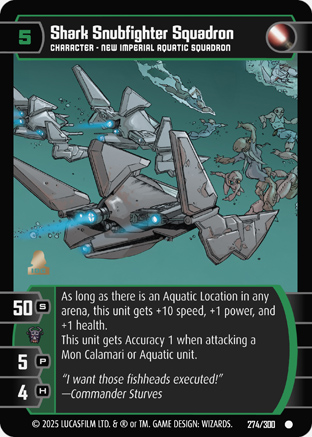 5
Shark Snubfighter Squadron
CHARACTER - NEW IMPERIAL AQUATIC SQUADRON
50 S
5 P
4 H
As long as there is an Aquatic Location in any
arena, this unit gets +10 speed, +1 power, and
+1 health.
This unit gets Accuracy 1 when attacking a
Mon Calamari or Aquatic unit.
"I want those fishheads executed!"
—Commander Sturves
© 2025 LUCASFILM LTD. & ® or TM. GAME DESIGN: WIZARDS.
274/300